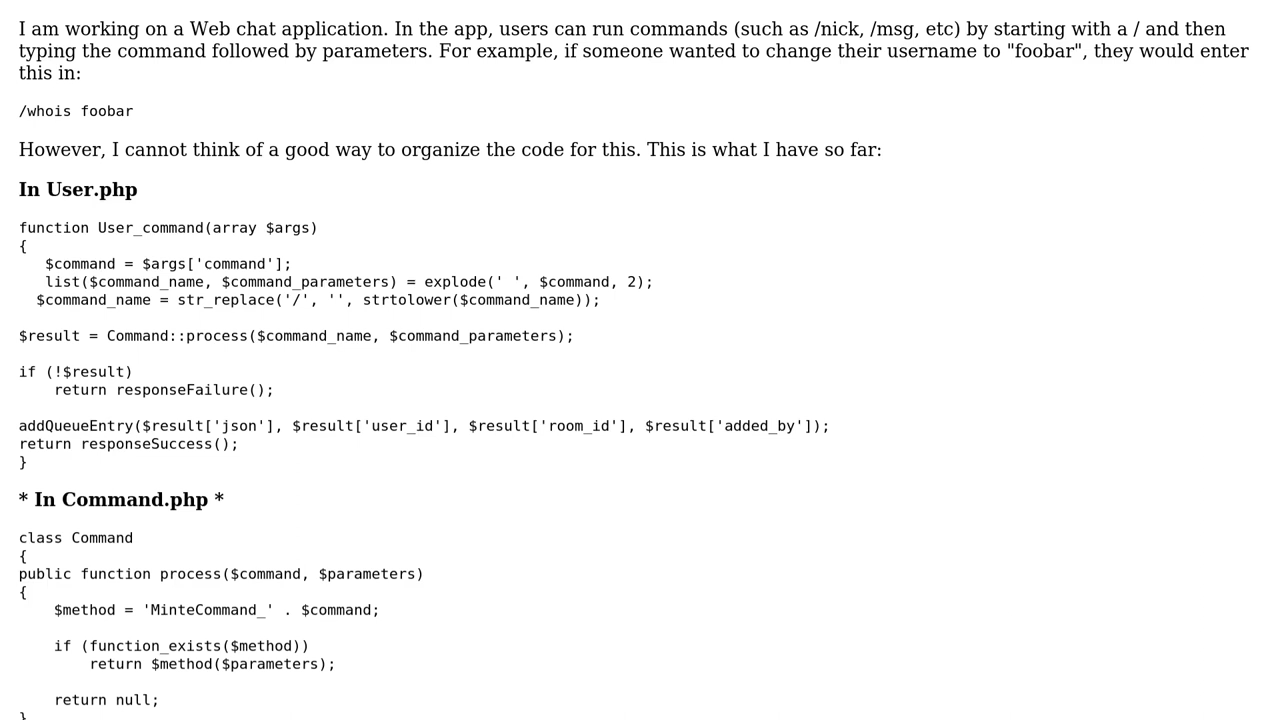 I am working on a Web chat application. In the app, users can run commands (such as /nick, /msg, etc) by starting with a / and then
typing the command followed by parameters. For example, if someone wanted to change their username to "foobar", they would enter
this in:
/whois foobar
However, I cannot think of a good way to organize the code for this. This is what I have so far:
In User.php
function User_command(array $args)
{
   $command = $args['command'];
   list($command_name, $command_parameters) = explode(' ', $command, 2);
  $command_name = str_replace('/', '', strtolower($command_name));
$result = Command::process($command_name, $command_parameters);
if (!$result)
    return responseFailure();
addQueueEntry($result['json'], $result['user_id'], $result['room_id'], $result['added_by']);
return responseSuccess();
}
* In Command.php *
class Command
{
public function process($command, $parameters)
{
    $method = 'MinteCommand_' . $command;
    if (function_exists($method))
        return $method($parameters);
    return null;
}